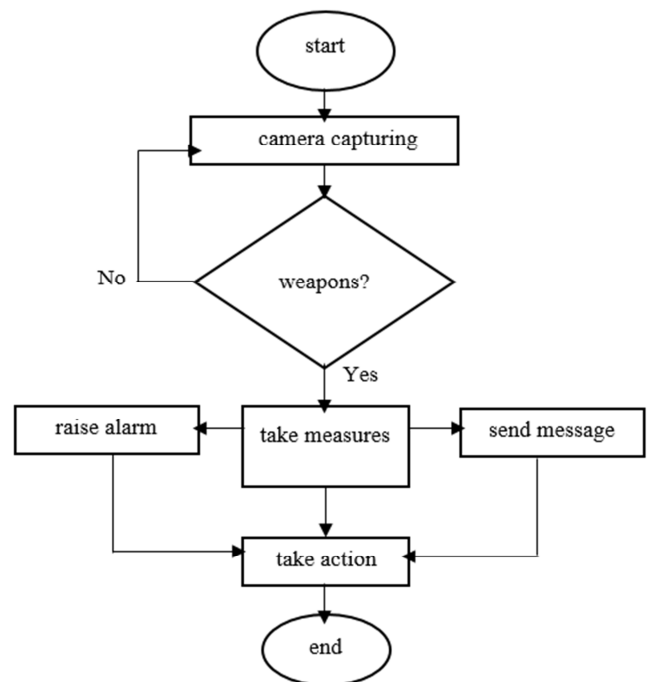 start
camera capturing
No
weapons?
Yes
raise alarm
take measures
send message
take action
end